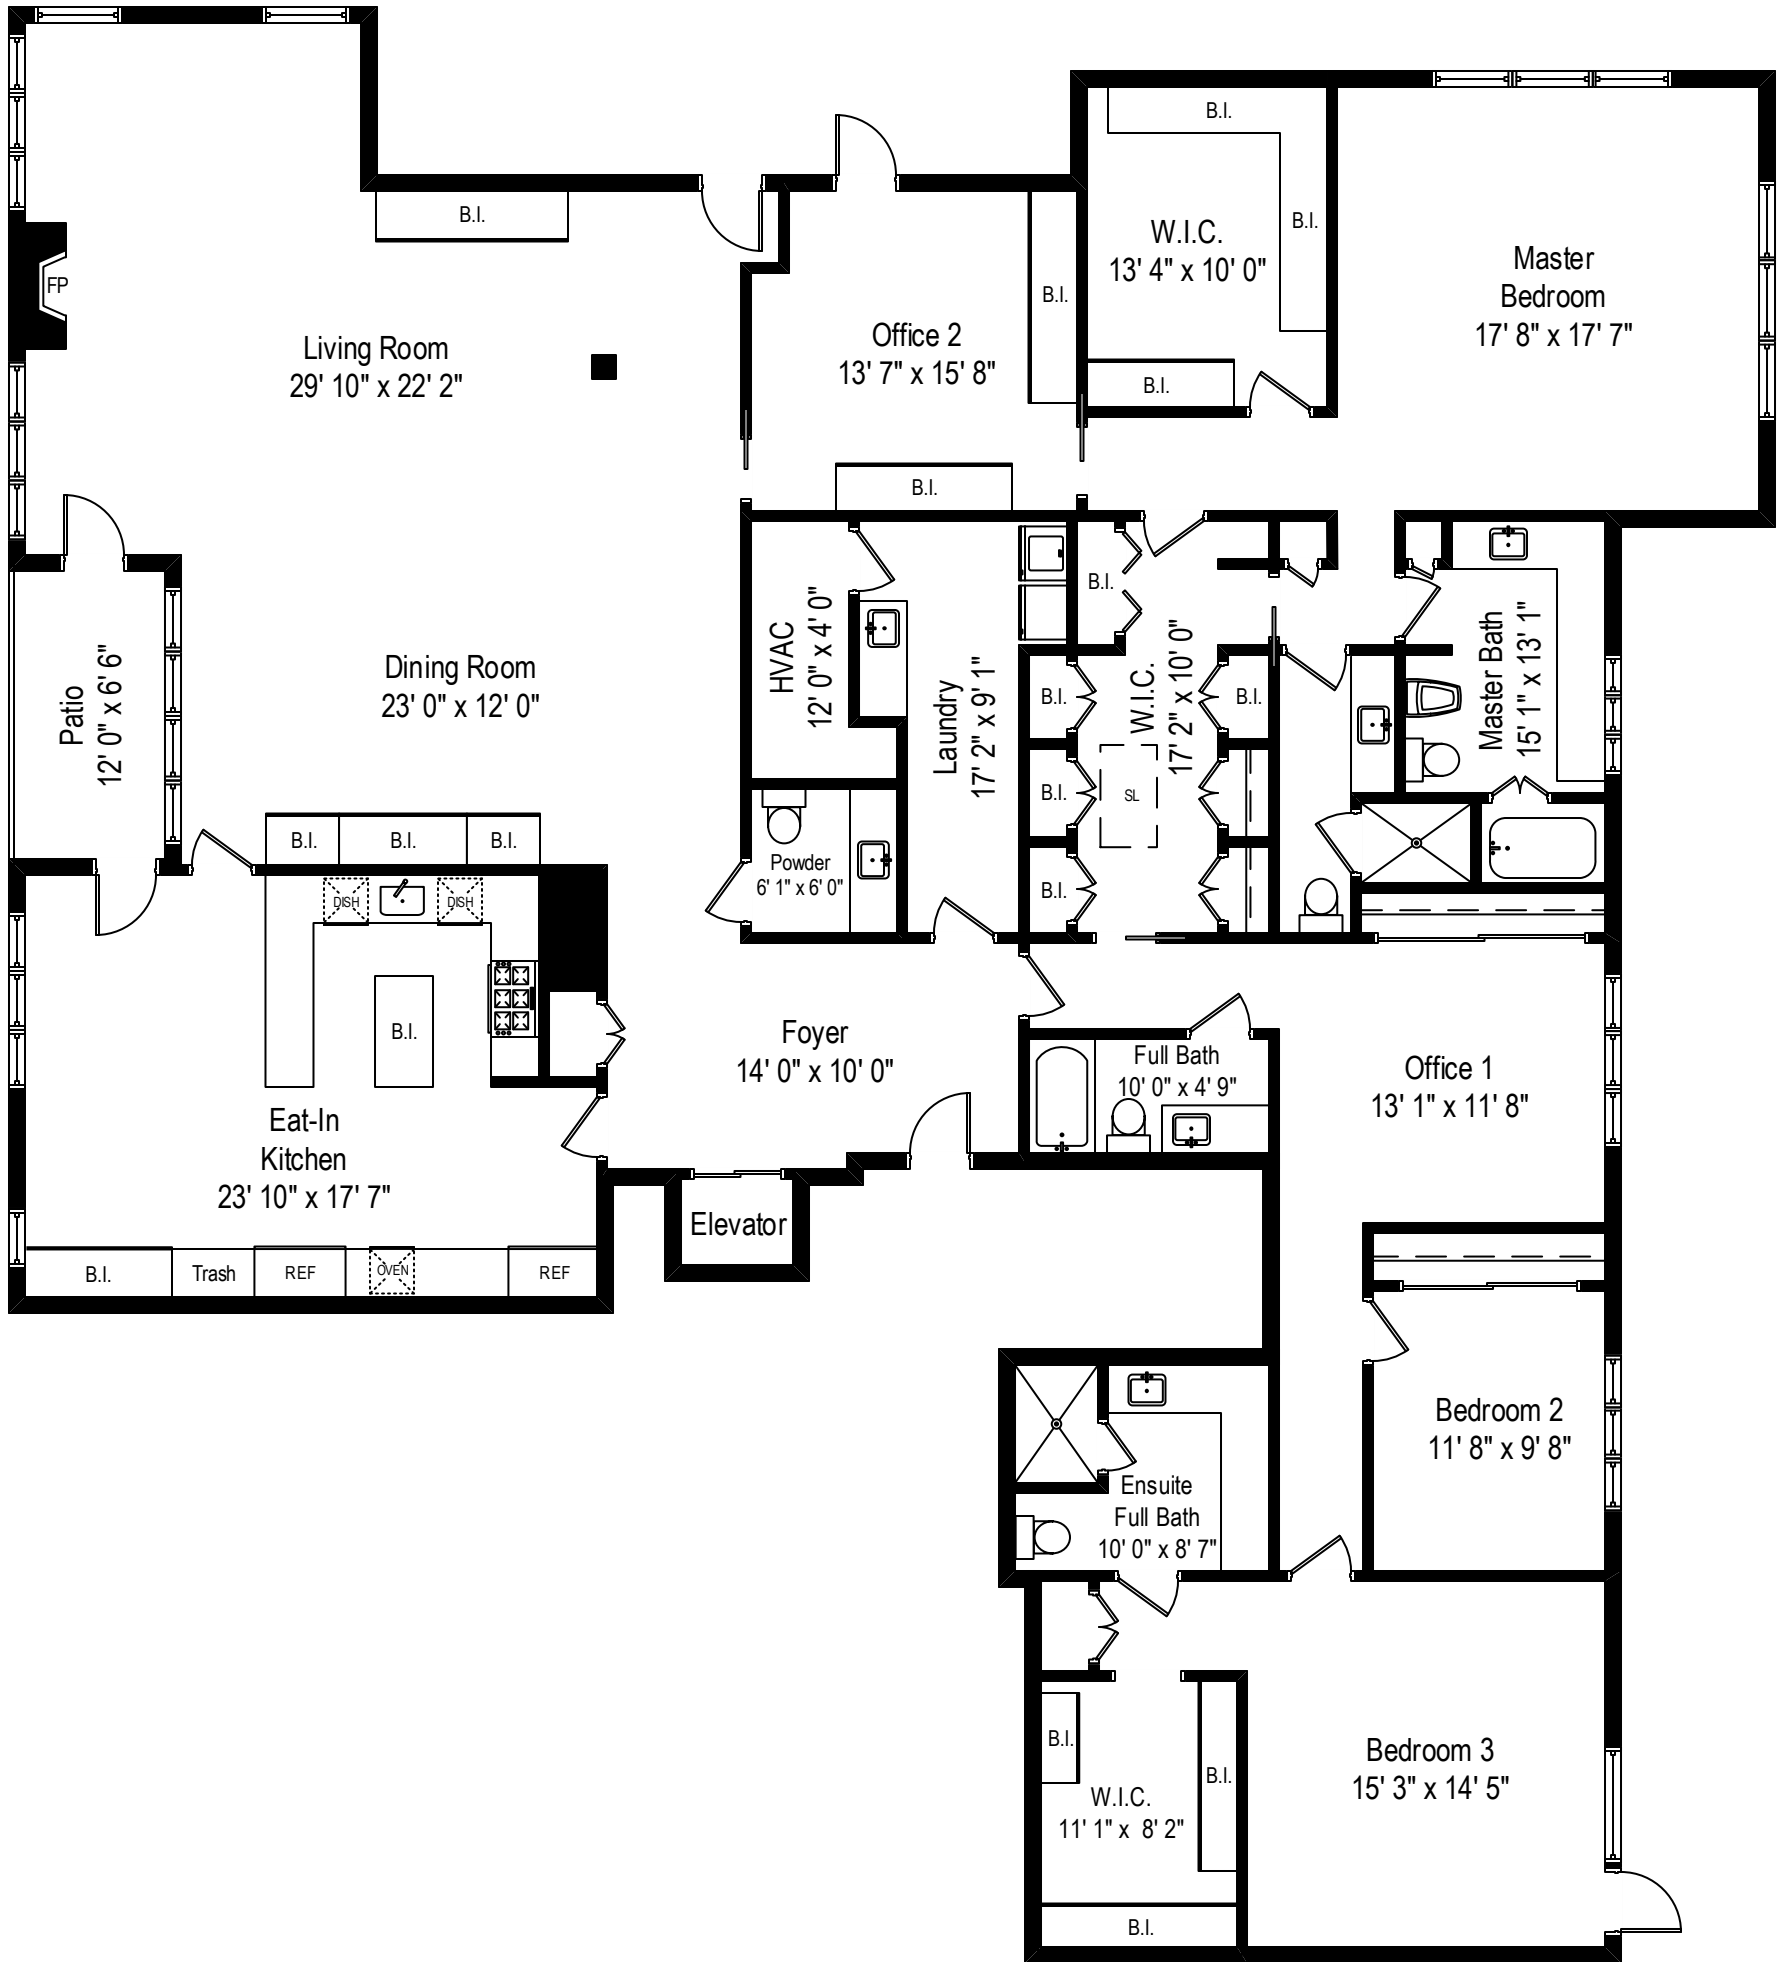 B.I.
B.I.
B.I.
W.I.C.
13' 4" x 10' 0"
Master
Bedroom
17' 8" x 17' 7"
FP
B.I.
Living Room
29' 10" x 22' 2"
Office 2
13' 7" x 15' 8"
B.I.
B.I.
B.I.
Patio
12' 0" x 6' 6"
Dining Room
23' 0" x 12' 0"
HVAC
12' 0" x 4' 0"
Laundry
17' 2" x 9' 1"
B.I.
B.I.
W.I.C.
17' 2" x 10' 0"
B.I.
Master Bath
15' 1" x 13' 1"
B.I.
SL
B.I.
B.I.
B.I.
B.I.
Powder
6' 1" x 6' 0"
DISH
DISH
B.I.
Foyer
14' 0" x 10' 0"
Full Bath
10' 0" x 4' 9"
Office 1
13' 1" x 11' 8"
Eat-In
Kitchen
23' 10" x 17' 7"
Elevator
B.I.
Trash
REF
OVEN
REF
Bedroom 2
11' 8" x 9' 8"
Ensuite
Full Bath
10' 0" x 8' 7"
B.I.
B.I.
Bedroom 3
15' 3" x 14' 5"
W.I.C.
11' 1" x 8' 2"
B.I.